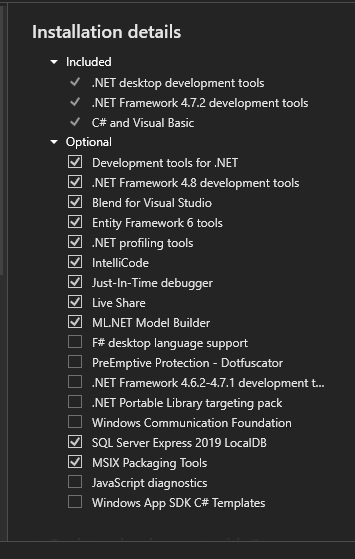 Installation details
Included
.NET desktop development tools
.NET Framework 4.7.2 development tools
C# and Visual Basic
Optional
Development tools for .NET
.NET Framework 4.8 development tools
Blend for Visual Studio
Entity Framework 6 tools
.NET profiling tools
IntelliCode
Just-In-Time debugger
Live Share
ML.NET Model Builder
F# desktop language support
PreEmptive Protection - Dotfuscator
.NET Framework 4.6.2-4.7.1 development t...
.NET Portable Library targeting pack
Windows Communication Foundation
SQL Server Express 2019 LocalDB
MSIX Packaging Tools
JavaScript diagnostics
Windows App SDK C# Templates